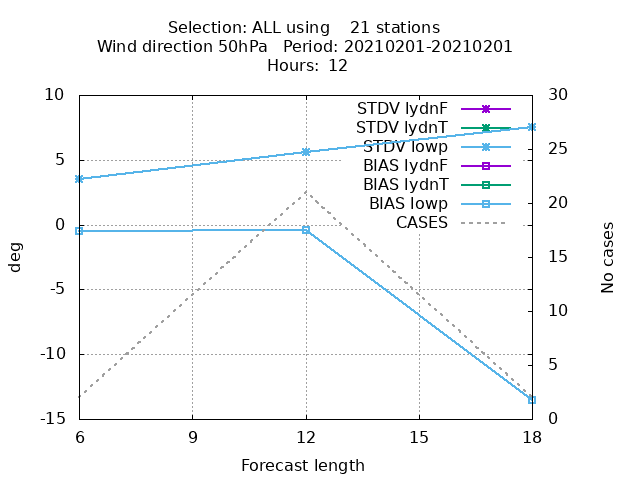 Selection: ALL using 21 stations
Wind direction 50hPa Period: 20210201-20210201
Hours: 12
10
30
STDV lydnF
STDV lydnT
STDV lowp
BIAS lydnF
BIAS lydnT
BIAS lowp
CASES
5
0
-5
-10
-15
25
20
15
10
5
0
deg
No cases
6
9
12
15
18
Forecast length